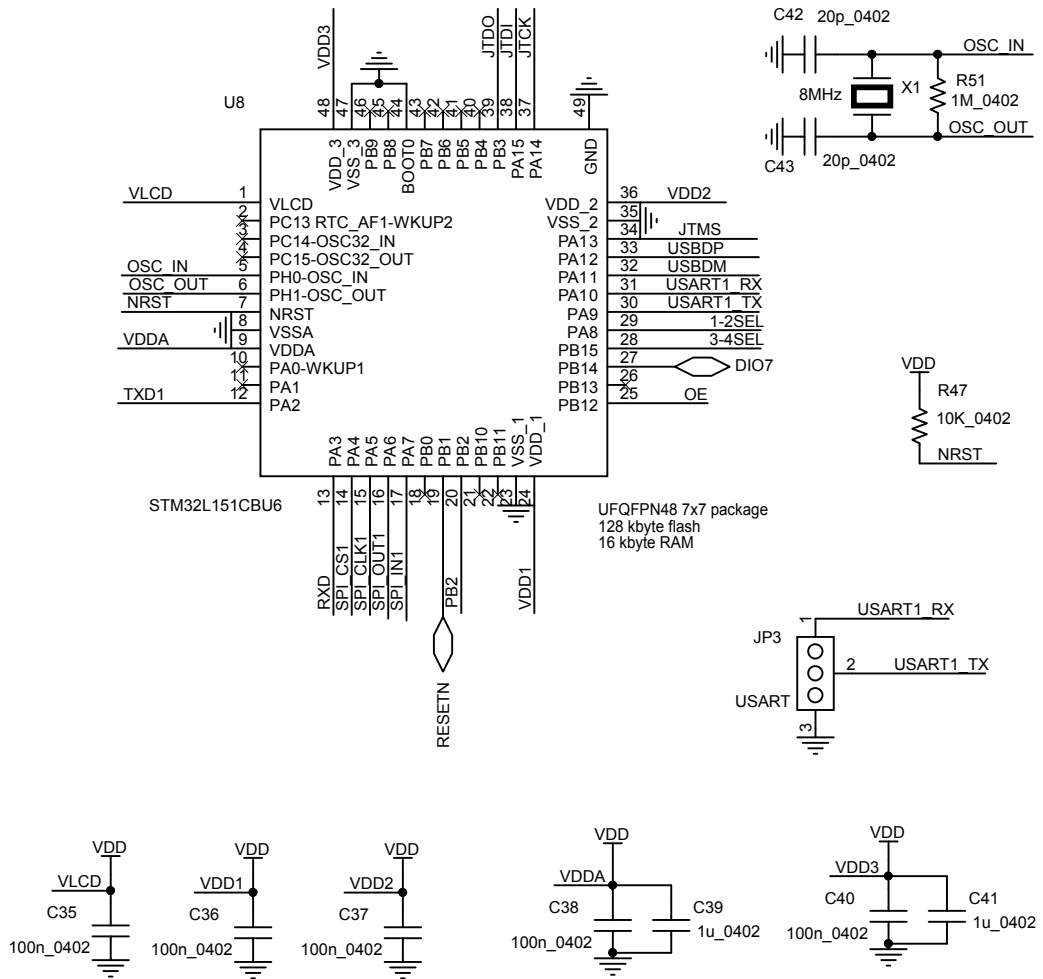 C42
20p_0402
OSC_IN
X1
8MHz
R51
1M_0402
OSC_OUT
C43
20p_0402
U8
VDD3
JTDO
JTDI
JTCK
48
47
46
45
44
43
42
41
40
39
38
37
49
VDD_3
VSS_3
PB9
PB8
BOOT0
PB7
PB6
PB5
PB4
PB3
PA15
PA14
GND
VLCD
1
VLCD
2
PC13 RTC_AF1-WKUP2
3
PC14-OSC32_IN
4
PC15-OSC32_OUT
OSC_IN
5
PH0-OSC_IN
OSC_OUT
6
PH1-OSC_OUT
NRST
7
NRST
8
VSSA
VDDA
9
VDDA
10
PA0-WKUP1
11
PA1
TXD1
12
PA2
VDD_2
36
VDD2
VSS_2
35
PA13
34
JTMS
PA12
33
USBDP
PA11
32
USBDM
PA10
31
USART1_RX
PA9
30
USART1_TX
PA8
29
1-2SEL
PB15
28
3-4SEL
PB14
27
DIO7
PB13
26
PB12
25
OE
PA3
PA4
PA5
PA6
PA7
PB0
PB1
PB2
PB10
PB11
VSS_1
VDD_1
13
14
15
16
17
18
19
20
21
22
23
24
RXD
SPI_CS1
SPI_CLK1
SPI_OUT1
SPI_IN1
RESETN
PB2
VDD1
STM32L151CBU6
UFQFPN48 7x7 package
128 kbyte flash
16 kbyte RAM
VDD
R47
10K_0402
NRST
JP3
USART
1
USART1_RX
2
USART1_TX
3
VDD
VLCD
C35
100n_0402
VDD
VDD1
C36
100n_0402
VDD
VDD2
C37
100n_0402
VDD
VDDA
C38
100n_0402
C39
1u_0402
VDD
VDD3
C40
100n_0402
C41
1u_0402